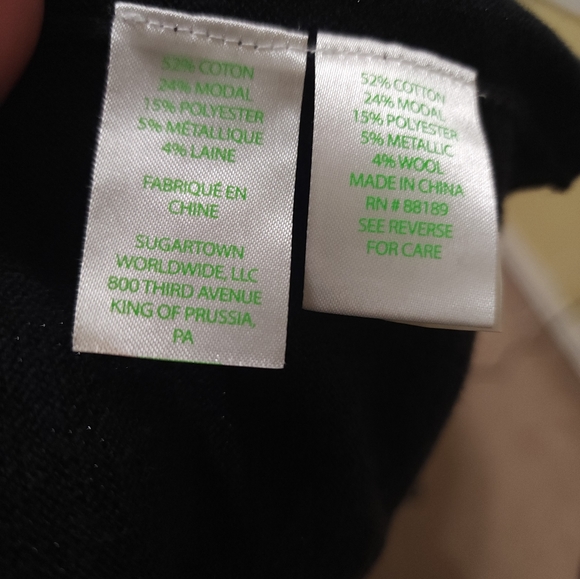 52% COTON
24% MODAL
15% POLYESTER
5% MÉTALLIQUE
4% LAINE
FABRIQUÉ EN
CHINE
SUGARTOWN
WORLDWIDE, LLC
800 THIRD AVENUE
KING OF PRUSSIA,
PA
52% COTTON
24% MODAL
15% POLYESTER
5% METALLIC
4% WOOL
MADE IN CHINA
RN # 88189
SEE REVERSE
FOR CARE